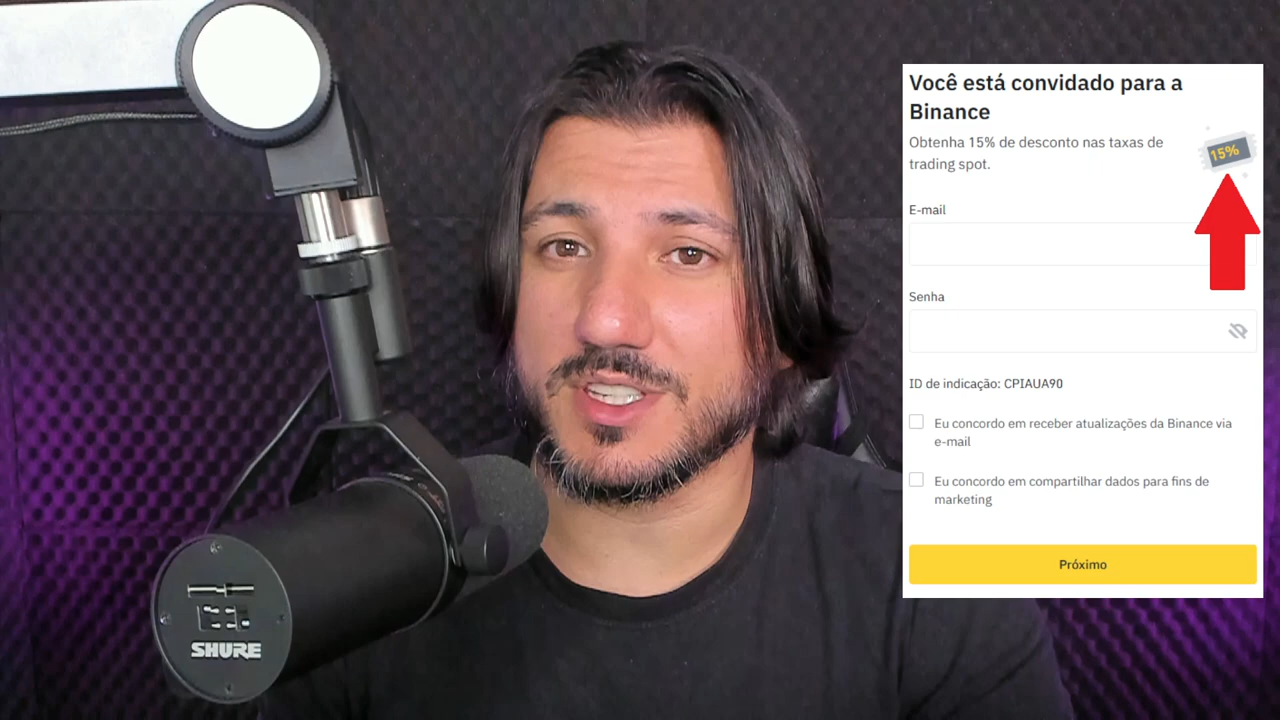 Você está convidado para a
Binance
Obtenha 15% de desconto nas taxas de
trading spot.
15%
E-mail
Senha
ID de indicação: CPIAUA90
Eu concordo em receber atualizações da Binance via
e-mail
Eu concordo em compartilhar dados para fins de
marketing
Próximo
SHURE